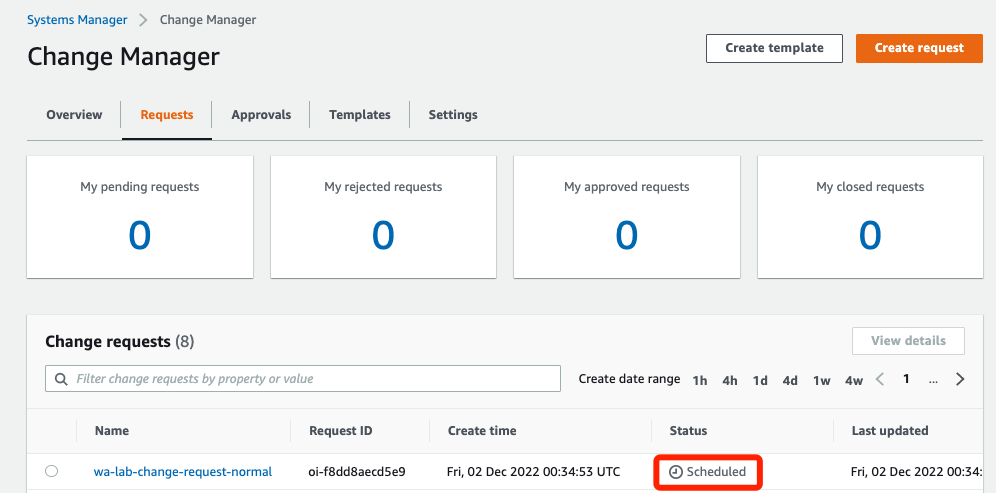 Systems Manager > Change Manager
Change Manager
Create template
Create request
Overview
Requests
Approvals
Templates
Settings
My pending requests
0
My rejected requests
0
My approved requests
0
My closed requests
0
Change requests (8)
View details
Filter change requests by property or value
Create date range 1h 4h 1d 4d 1w 4w < 1 ... >
Name Request ID Create time Status Last updated
wa-lab-change-request-normal oi-f8dd8aecd5e9 Fri, 02 Dec 2022 00:34:53 UTC Scheduled Fri, 02 Dec 2022 00:34: